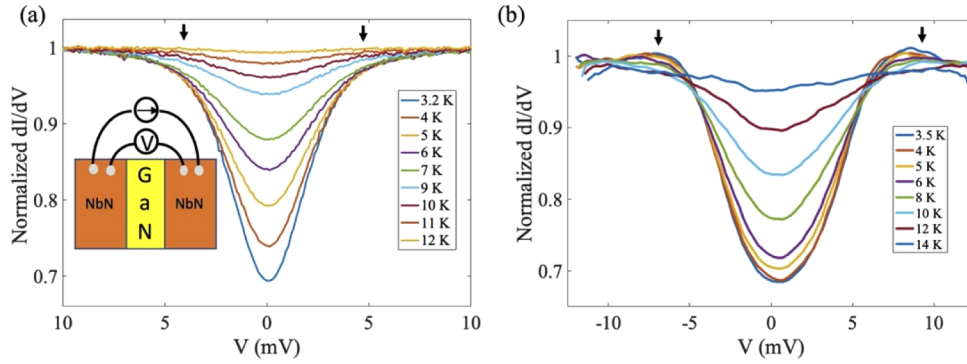 (a)
Normalized dI/dV
1
0.9
0.8
0.7
V
NbN
G
a
N
NbN
3.2 K
4 K
5 K
6 K
7 K
9 K
10 K
11 K
12 K
10
5
0
5
10
V (mV)
(b)
Normalized dI/dV
1
0.9
0.8
0.7
3.5 K
4 K
5 K
6 K
8 K
10 K
12 K
14 K
-10
-5
0
5
10
V (mV)